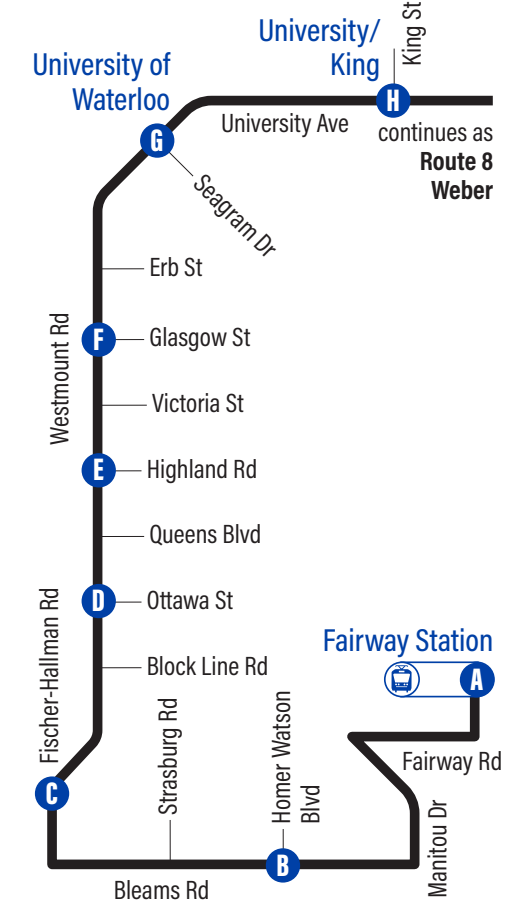 King St
University/
King
University of
Waterloo
H
University Ave
continues as
Route 8
Weber
G
Seagram Dr
Erb St
Westmount Rd
F
Glasgow St
Victoria St
E
Highland Rd
Queens Blvd
D
Ottawa St
Fischer-Hallman Rd
Block Line Rd
Fairway Station
A
Fairway Rd
Strasburg Rd
Homer Watson
Blvd
C
Manitou Dr
B
Bleams Rd